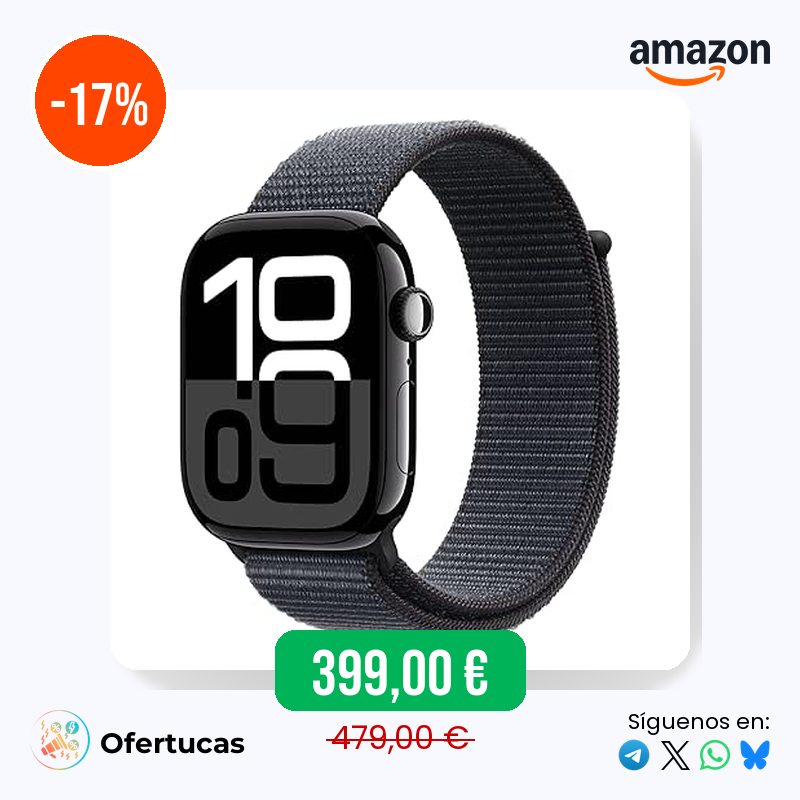 -17%
amazon
10
09
399,00 €
479,00 €
Ofertucas
Síguenos en: